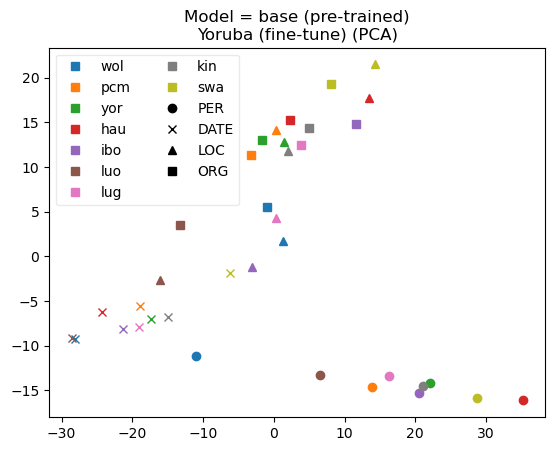 Model = base (pre-trained)
Yoruba (fine-tune) (PCA)
wol
pcm
yor
hau
ibo
luo
lug
kin
swa
PER
DATE
LOC
ORG
20
15
10
5
0
−5
−10
−15
−30
−20
−10
0
10
20
30